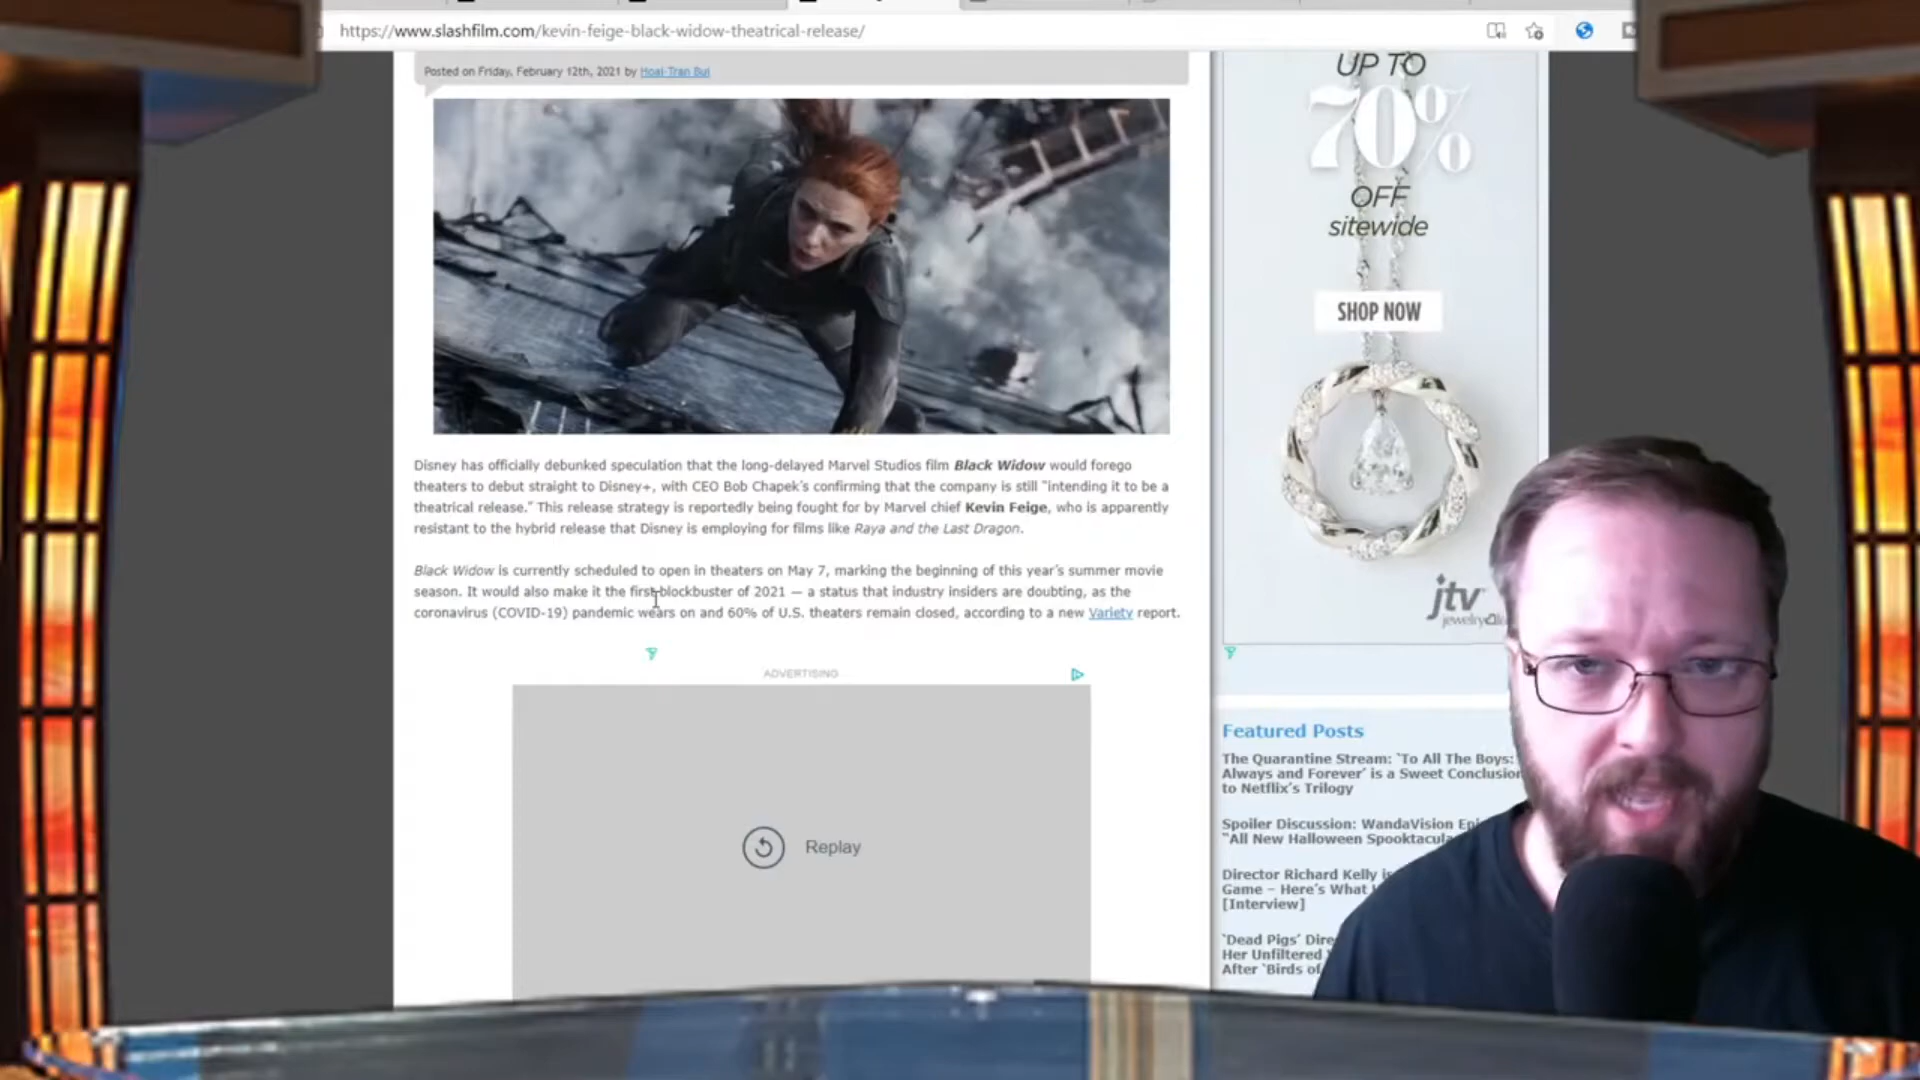 https://www.slashfilm.com/kevin-feige-black-widow-theatrical-release/
Posted on Friday, February 12th, 2021 by Hoai-Tran Bui
Disney has officially debunked speculation that the long-delayed Marvel Studios film Black Widow would forego
theaters to debut straight to Disney+, with CEO Bob Chapek's confirming that the company is still "intending it to be a
theatrical release." This release strategy is reportedly being fought for by Marvel chief Kevin Feige, who is apparently
resistant to the hybrid release that Disney is employing for films like Raya and the Last Dragon.
Black Widow is currently scheduled to open in theaters on May 7, marking the beginning of this year's summer movie
season. It would also make it the first blockbuster of 2021 — a status that industry insiders are doubting, as the
coronavirus (COVID-19) pandemic wears on and 60% of U.S. theaters remain closed, according to a new Variety report.
ADVERTISING
Replay
UP TO
70%
OFF
sitewide
SHOP NOW
jtv
Featured Posts
The Quarantine Stream: 'To All The Boys:
Always and Forever' is a Sweet Conclusion
to Netflix's Trilogy
Spoiler Discussion: WandaVision
"All New Halloween
Director Richard Kelly
Game – Here's What
[Interview]
'Dead Pigs'
Her Unfiltered
After 'Birds of